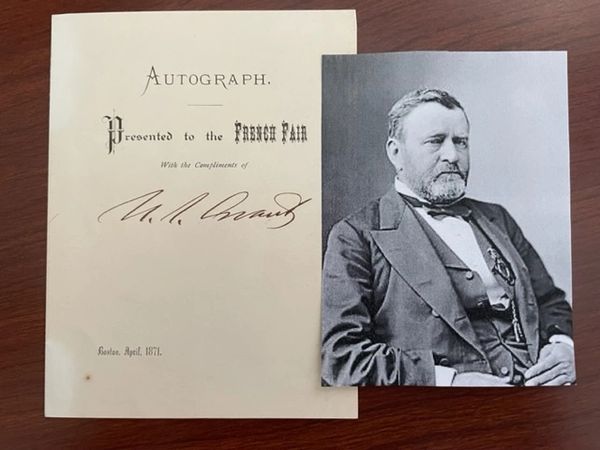 AUTOGRAPH.
Presented to the FRENCH FAIR
With the Compliments of
U. S. Grant
Boston, April, 1871.